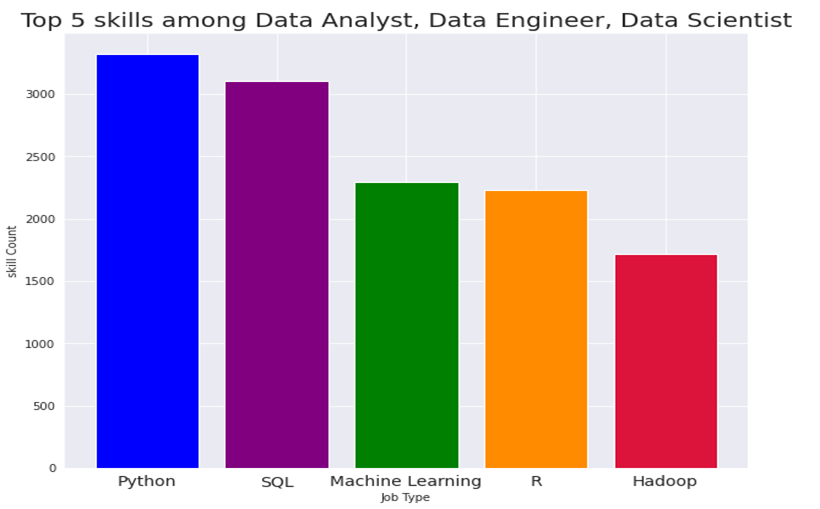 Top 5 skills among Data Analyst, Data Engineer, Data Scientist
3000
2500
2000
1500
1000
500
0
skill Count
Python
SQL
Machine Learning
R
Hadoop
Job Type